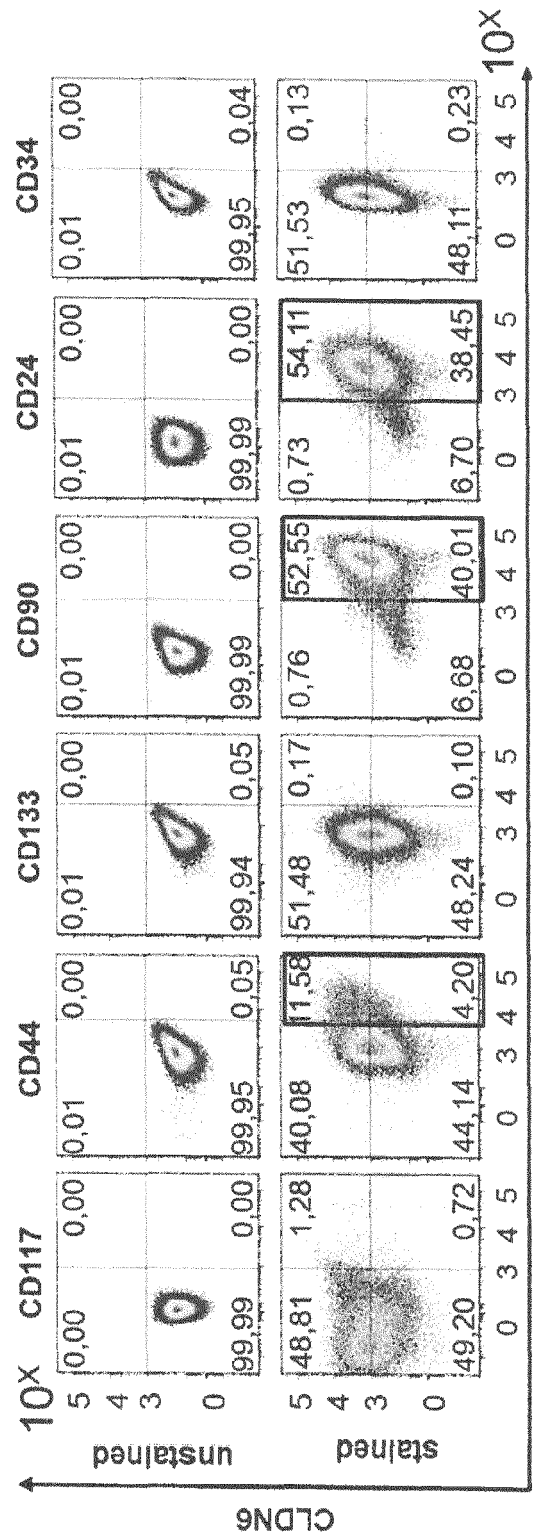 CD117 CD44 CD133 CD90 CD24 CD34
10X
5
4
3
0
unstained
0,00 0,00
99,99 0,00
0,01 0,00
99,95 0,05
0,01 0,00
99,94 0,05
0,01 0,00
99,99 0,00
0,01 0,00
99,99 0,00
0,01 0,00
99,95 0,04
5
4
3
0
stained
48,81 1,28
49,20 0,72
40,08 11,58
44,14 4,20
51,48 0,17
48,24 0,10
0,76 52,55
6,68 40,01
0,73 54,11
6,70 38,45
51,53 0,13
48,11 0,23
0 3 4 5
0 3 4 5
0 3 4 5
0 3 4 5
0 3 4 5
0 3 4 5
10X
CLDN6